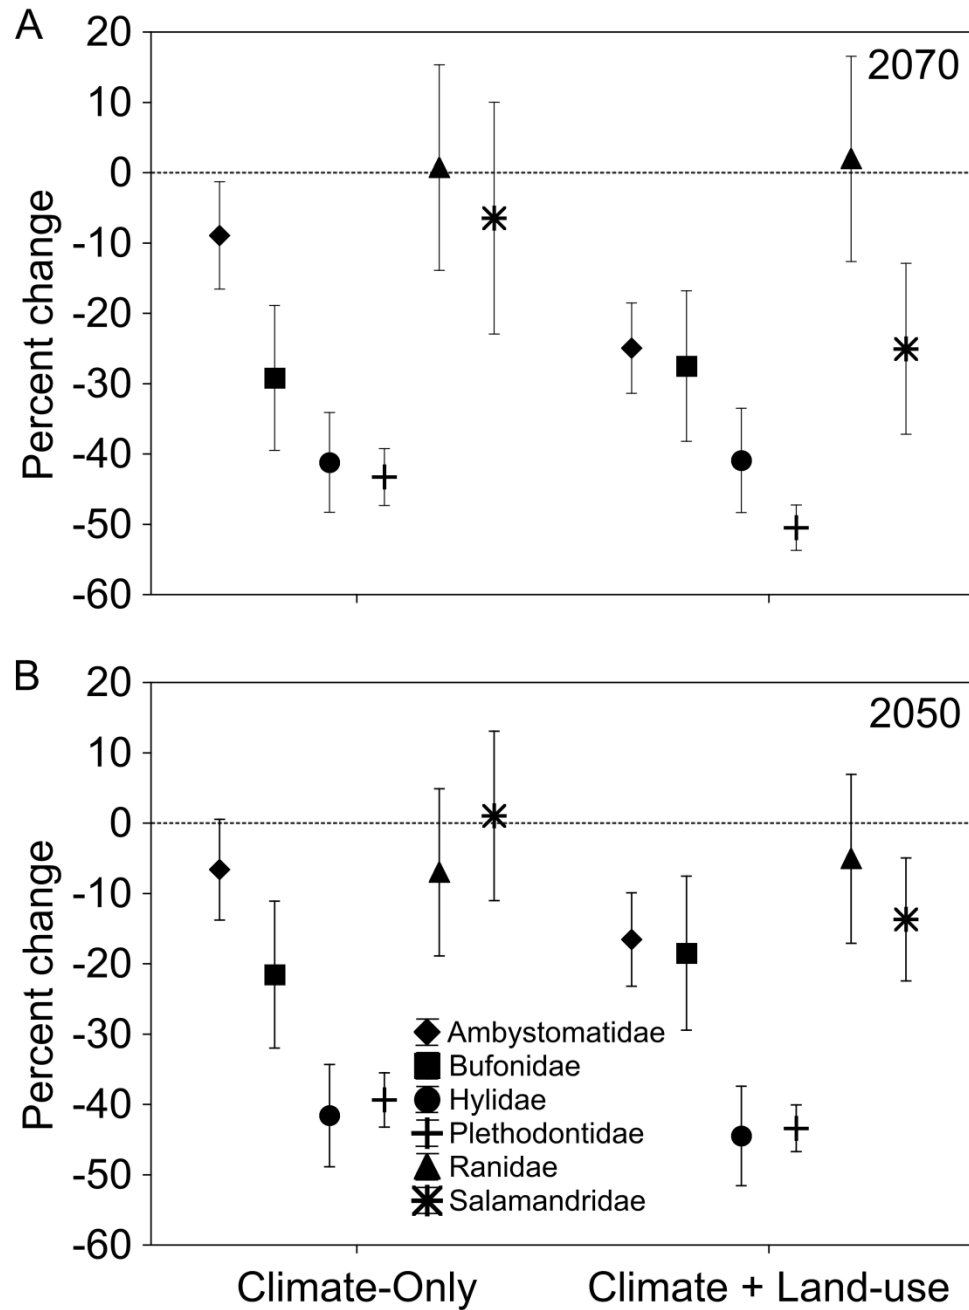 A
2070
20
10
0
-10
-20
-30
-40
-50
-60
Percent change
B
2050
20
10
0
-10
-20
-30
-40
-50
-60
Percent change
Ambystomatidae
Bufonidae
Hylidae
Plethodontidae
Ranidae
Salamandridae
Climate-Only Climate + Land-use